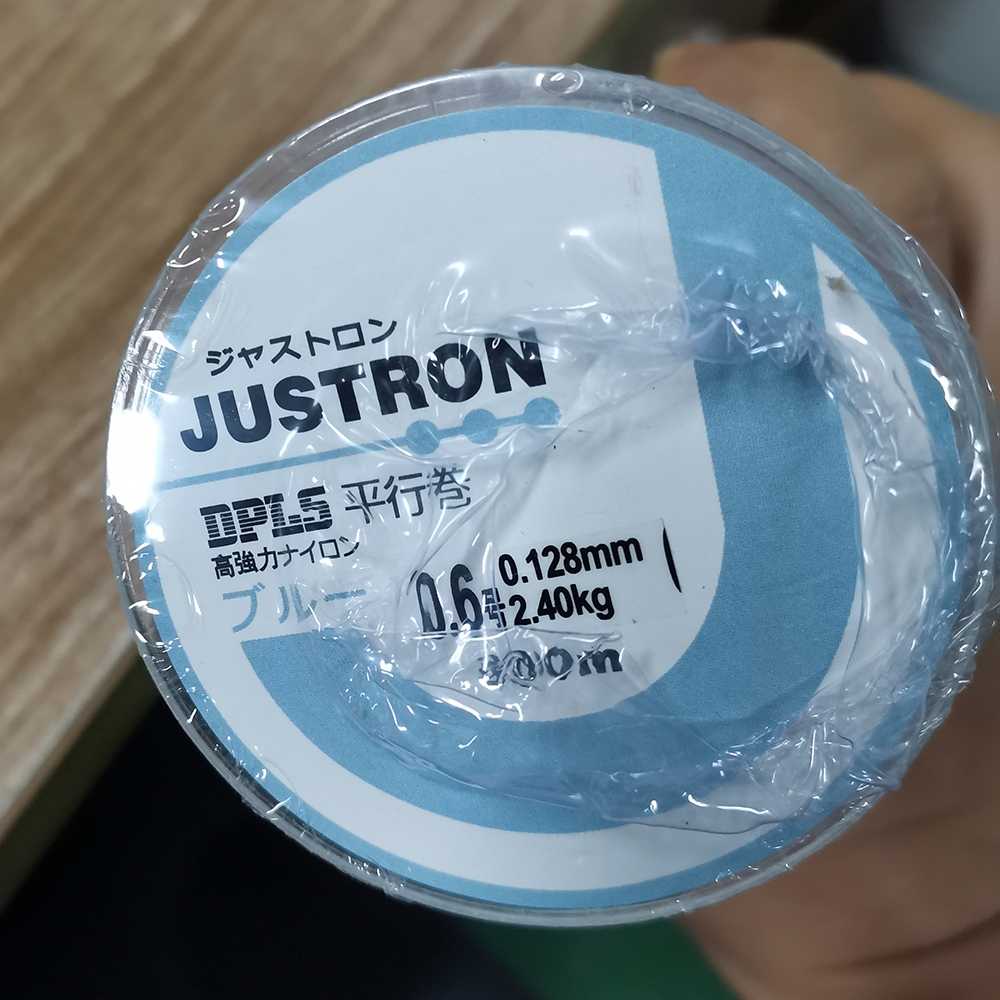 ジャストロン
JUSTRON
DPLS 平行巻
高強力ナイロン
ブルー 0.6号 0.128mm
2.40kg